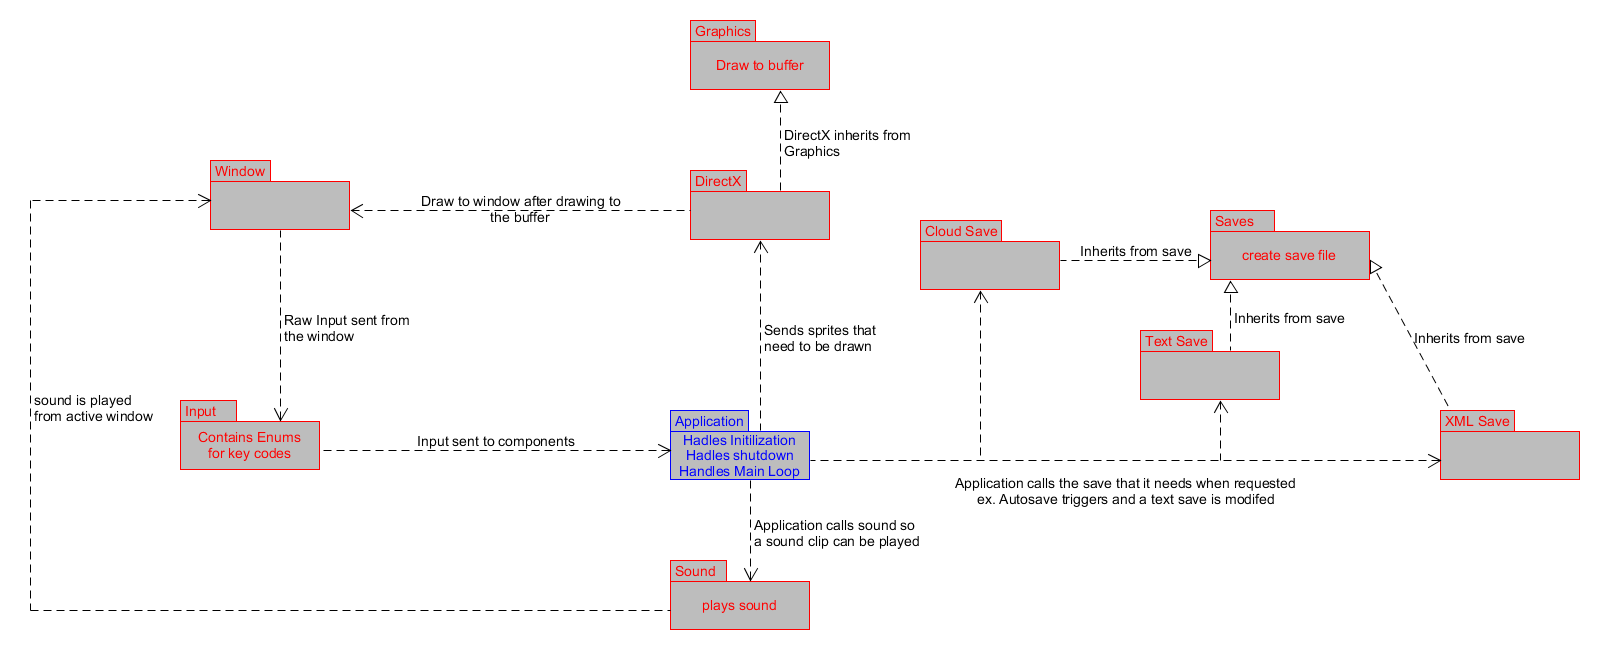 Graphics
Draw to buffer
DirectX inherits from
Graphics
Window
DirectX
Draw to window after drawing to
the buffer
Cloud Save
Saves
create save file
Inherits from save
Raw Input sent from
the window
Sends sprites that
need to be drawn
Inherits from save
Text Save
Inherits from save
sound is played
from active window
Input
Contains Enums
for key codes
Input sent to components
Application
Hadles Initilization
Hadles shutdown
Handles Main Loop
XML Save
Application calls the save that it needs when requested
ex. Autosave triggers and a text save is modifed
Application calls sound so
a sound clip can be played
Sound
plays sound